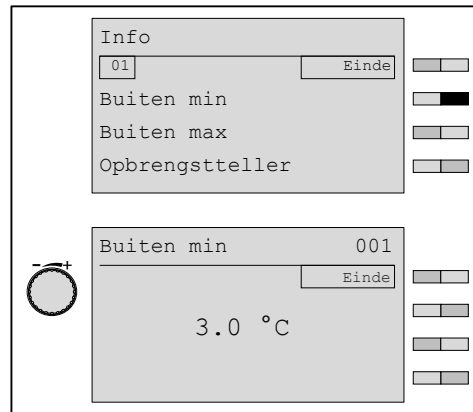 Info
01 Einde
Buiten min
Buiten max
Opbrengstteller
Buiten min 001
Einde
- +
3.0 °C